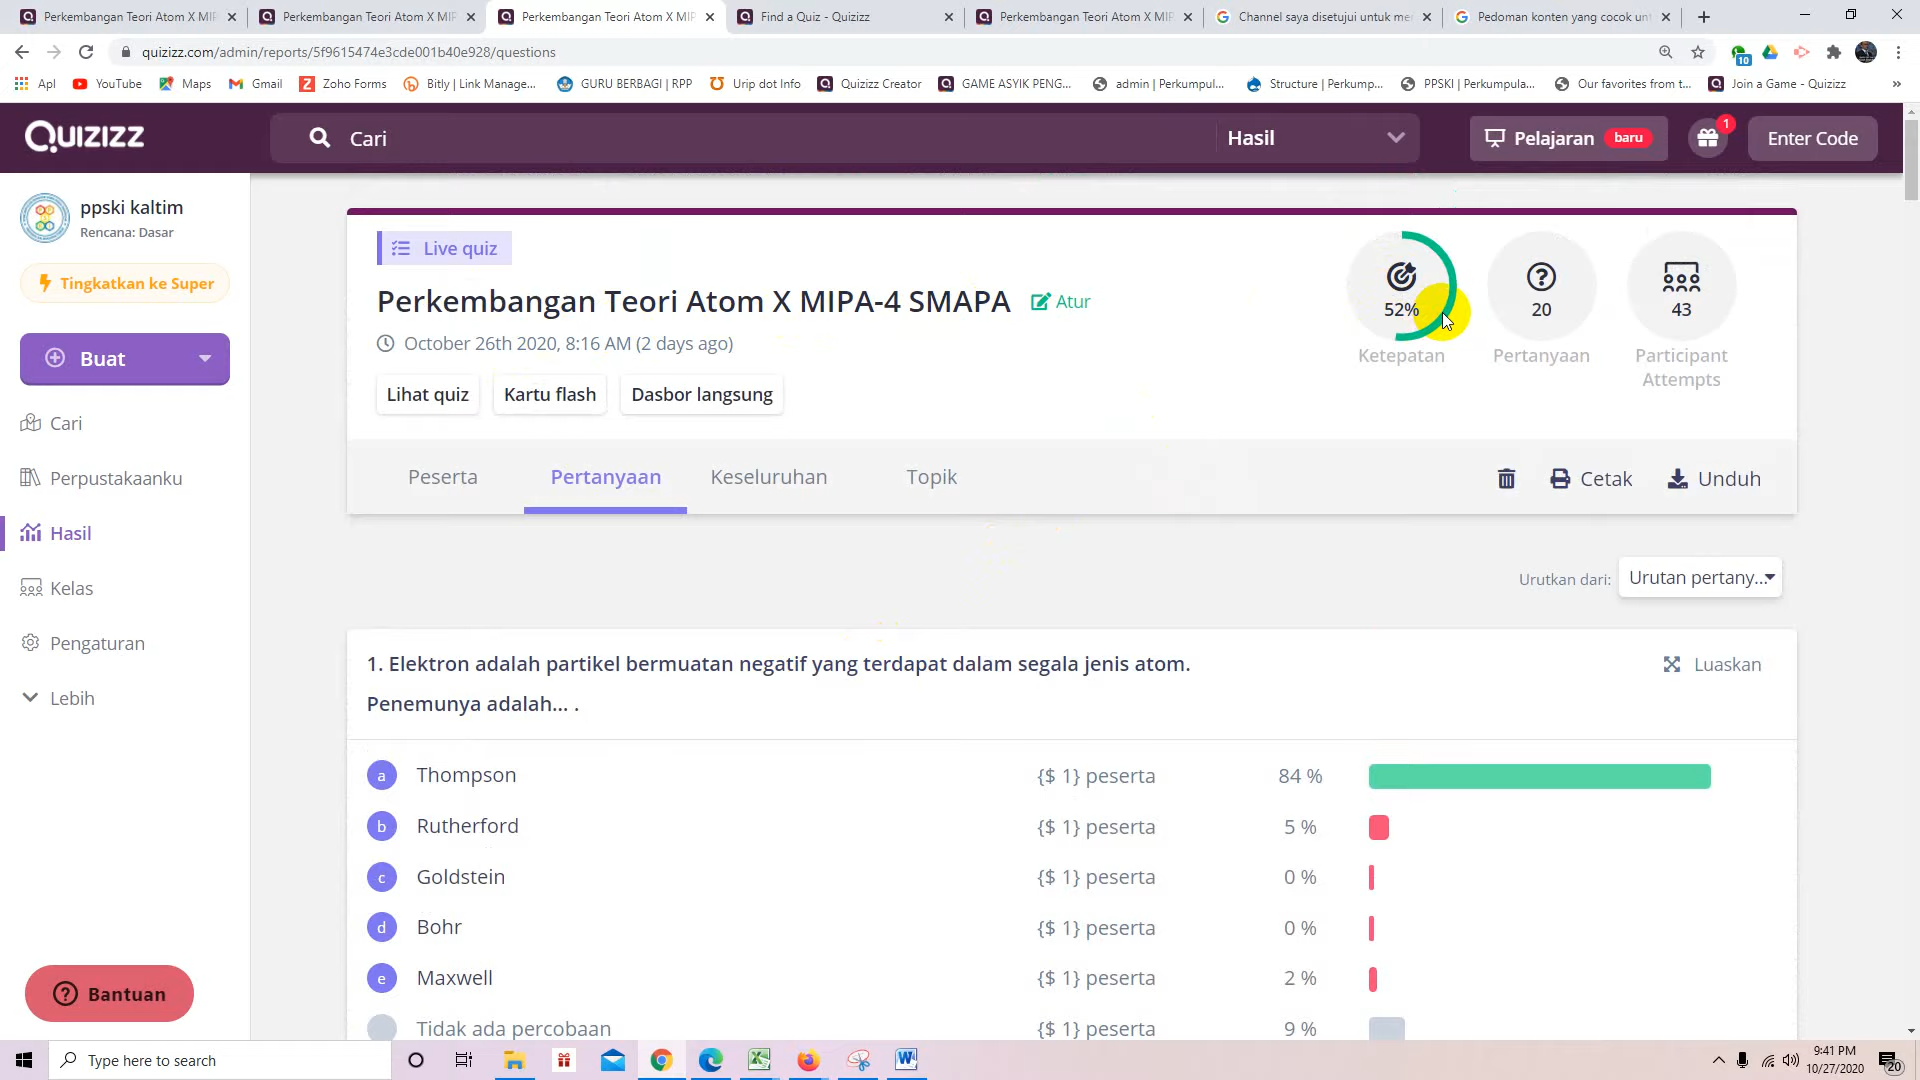 Perkembangan Teori Atom X MIP
Perkembangan Teori Atom X MIP
Perkembangan Teori Atom X MIP
Find a Quiz - Quizizz
Perkembangan Teori Atom X MIP
Channel saya disetujui untuk me
Pedoman konten yang cocok un
quizizz.com/admin/reports/5f9615474e3cde001b40e928/questions
10
Apl
YouTube
Maps
Gmail
Zoho Forms
Bitly | Link Manage...
GURU BERBAGI | RPP
Urip dot Info
Quizizz Creator
GAME ASYIK PENG...
admin | Perkumpul...
Structure | Perkump...
PPSKI | Perkumpula...
Our favorites from t...
Join a Game - Quizizz
»
QUIZIZZ
Cari
Hasil
Pelajaran baru
1
Enter Code
ppski kaltim
Rencana: Dasar
Tingkatkan ke Super
Buat
Cari
Perpustakaanku
Hasil
Kelas
Pengaturan
Lebih
Bantuan
Live quiz
Perkembangan Teori Atom X MIPA-4 SMAPA
Atur
October 26th 2020, 8:16 AM (2 days ago)
Lihat quiz
Kartu flash
Dasbor langsung
52%
Ketepatan
20
Pertanyaan
43
Participant
Attempts
Peserta
Pertanyaan
Keseluruhan
Topik
Cetak
Unduh
Urutkan dari:
Urutan pertany...
1. Elektron adalah partikel bermuatan negatif yang terdapat dalam segala jenis atom.
Penemunya adalah... .
Luaskan
a Thompson {$ 1} peserta 84 %
b Rutherford {$ 1} peserta 5 %
c Goldstein {$ 1} peserta 0 %
d Bohr {$ 1} peserta 0 %
e Maxwell {$ 1} peserta 2 %
Tidak ada percobaan {$ 1} peserta 9 %
Type here to search
9:41 PM
10/27/2020
20